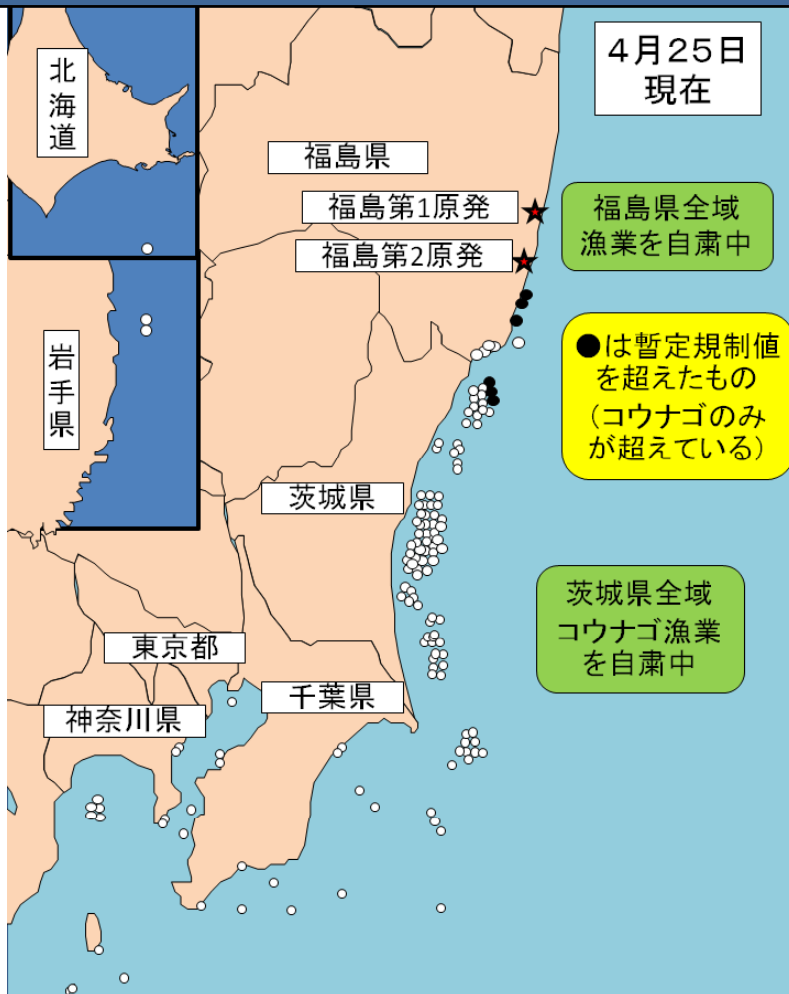 4月25日
現在
北海道
福島県
福島第1原発
福島県全域
漁業を自粛中
福島第2原発
岩手県
●は暫定規制値
を超えたもの
（コウナゴのみ
が超えている）
茨城県
茨城県全域
コウナゴ漁業
を自粛中
東京都
千葉県
神奈川県